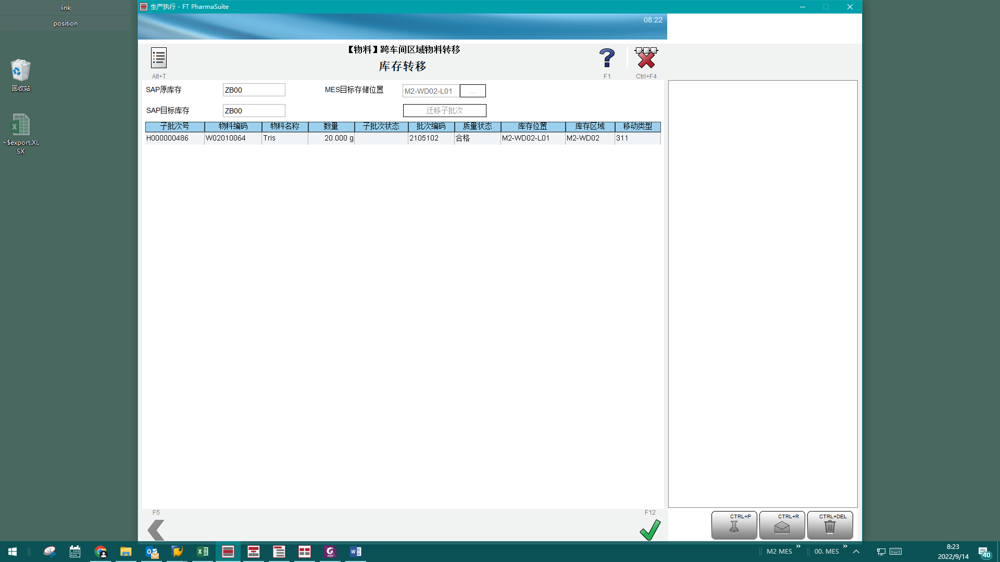 link
position
回收站
~$export.XL
SX
生产执行 - FT PharmaSuite
08:22
Alt+T
【物料】跨车间区域物料转移
库存转移
F1
Ctrl+F4
SAP原库存
ZB00
MES目标存储位置
M2-WD02-L01
...
SAP目标库存
ZB00
迁移子批次
子批次号 物料编码 物料名称 数量 子批次状态 批次编码 质量状态 库存位置 库存区域 移动类型
H000000486 W02010064 Tris 20.000 g 2105102 合格 M2-WD02-L01 M2-WD02 311
F5
F12
CTRL+P
CTRL+R
CTRL+DEL
M2 MES
00. MES
8:23
2022/9/14
40